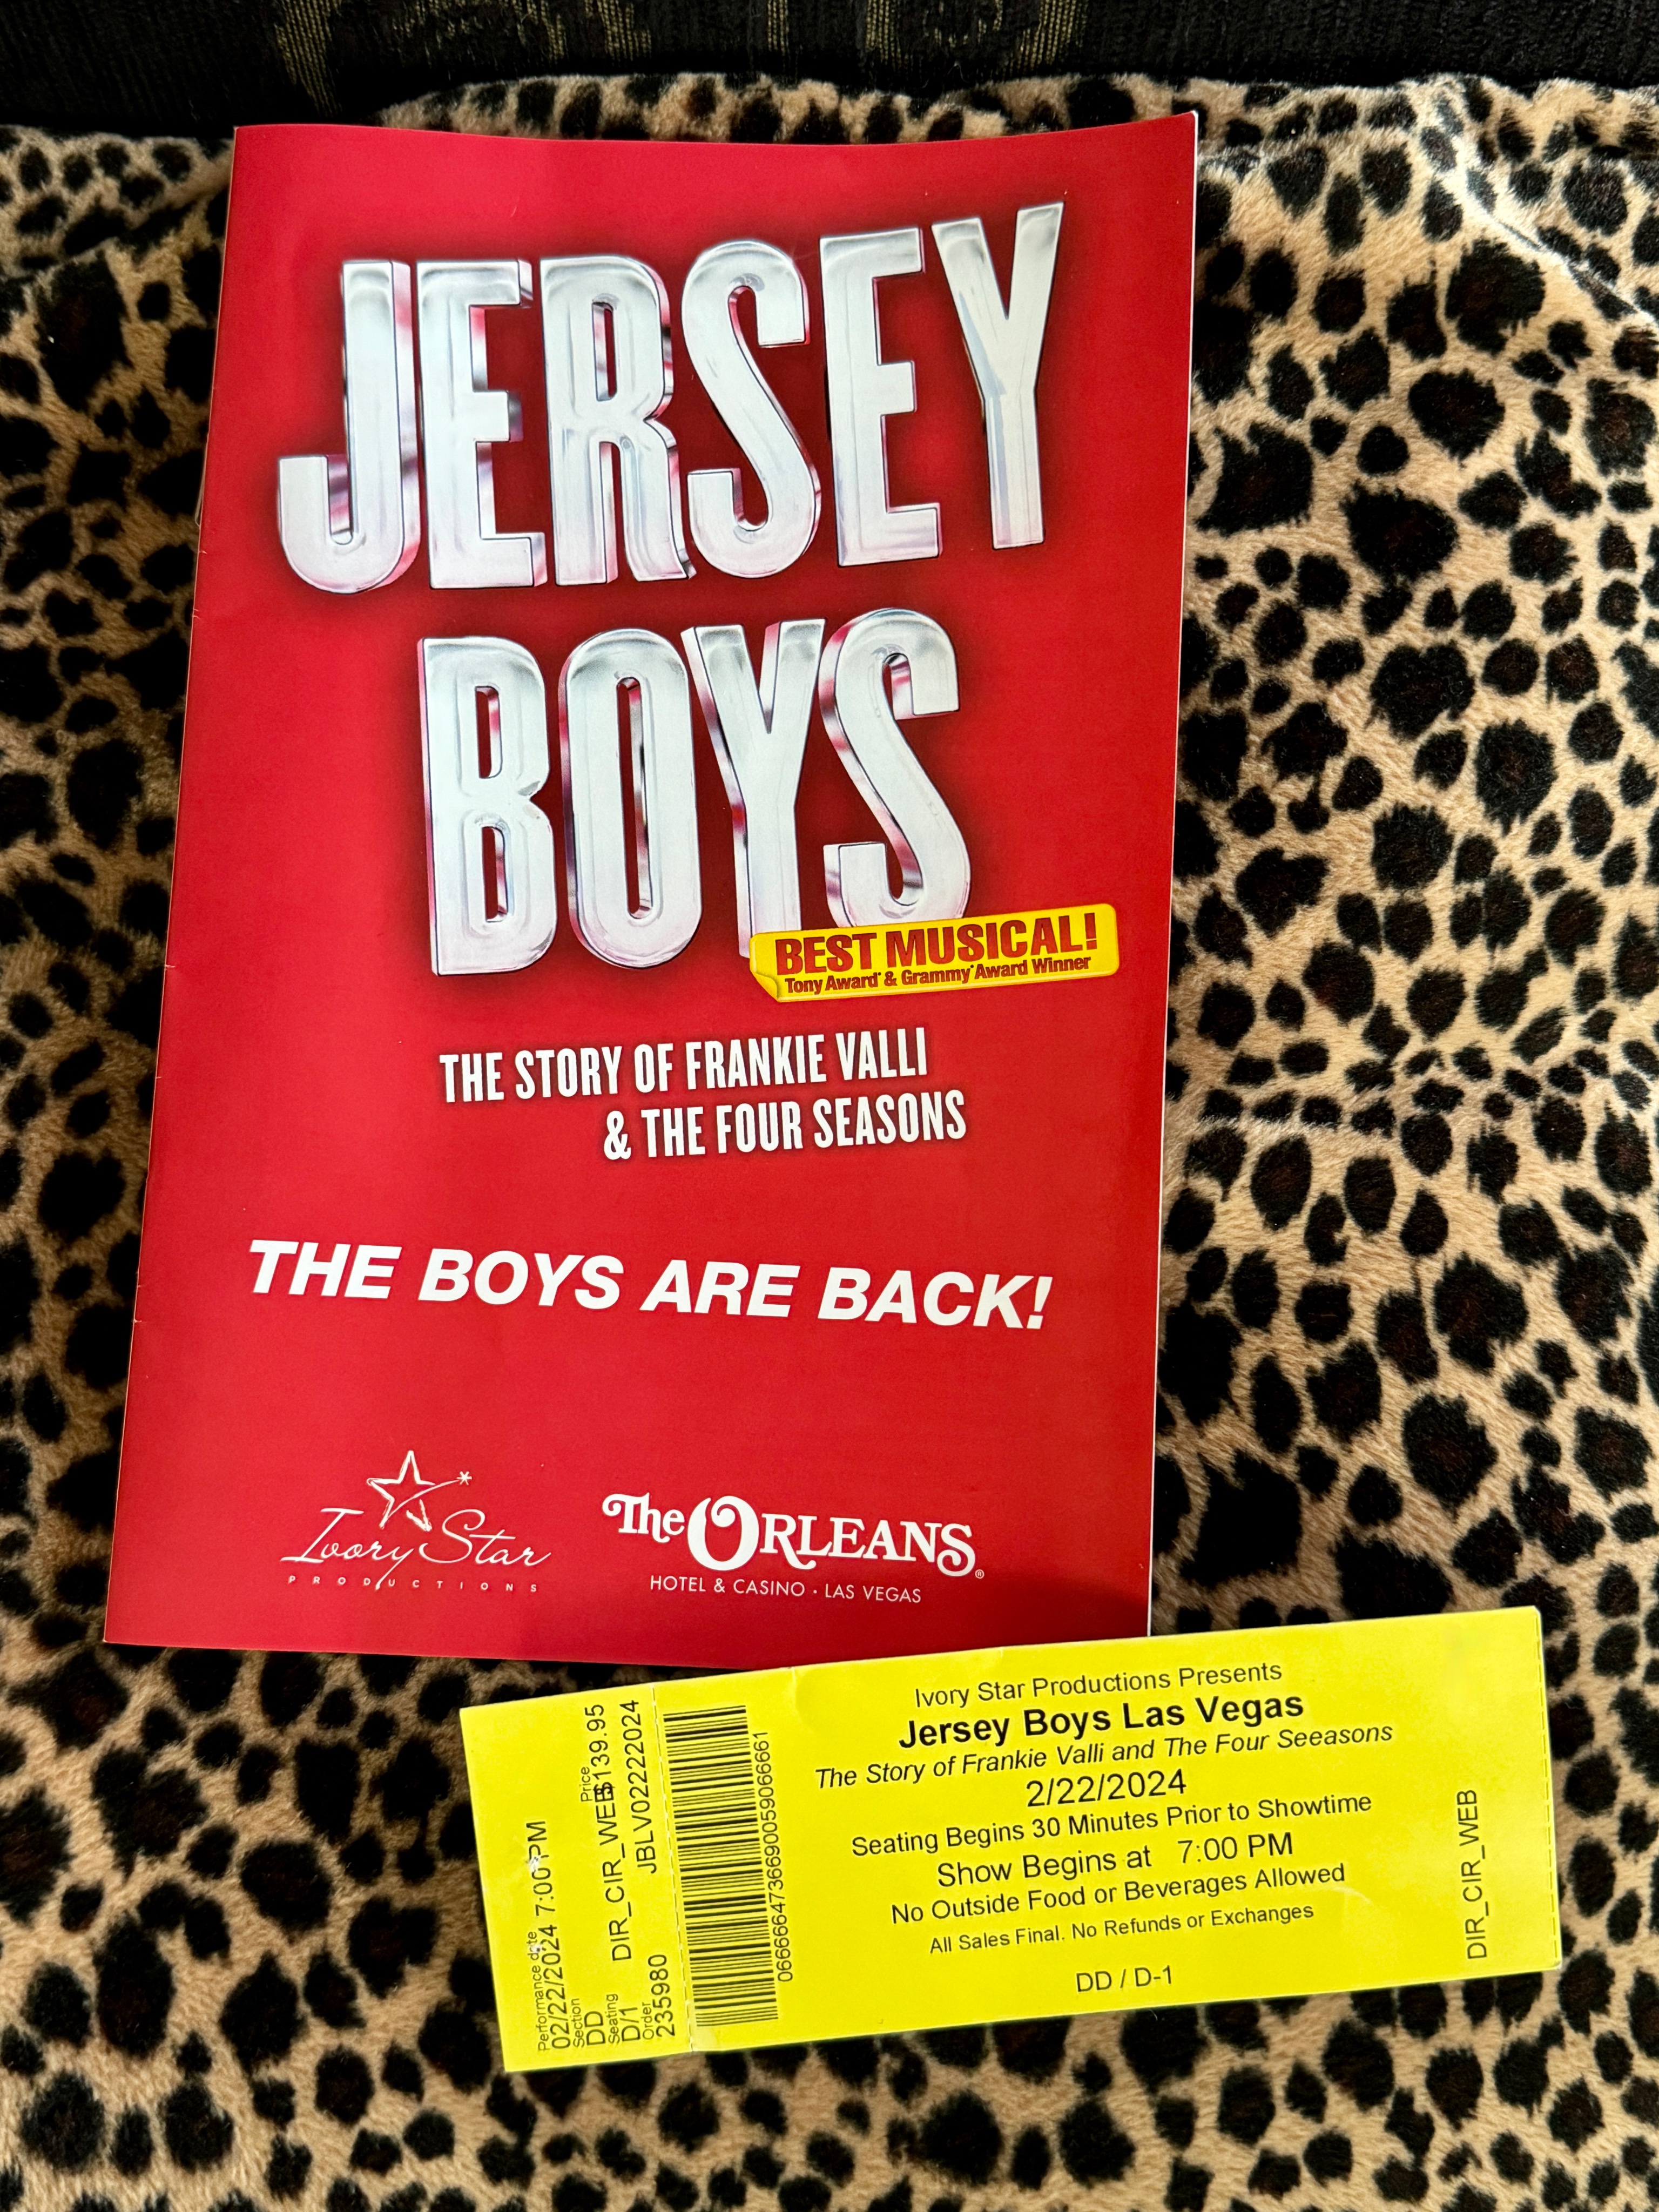 JERSEY
BOYS
BEST MUSICAL!
Tony Award® & Grammy® Award Winner
THE STORY OF FRANKIE VALLI
& THE FOUR SEASONS
THE BOYS ARE BACK!
Ivory Star
PRODUCTIONS
The ORLEANS®
HOTEL & CASINO · LAS VEGAS
Performance date
02/22/2024 7:00 PM
Section
DD
Price
$139.95
Seating
D/1
DIR_CIR_WEB
Order
235980
JBLV02222024
Ivory Star Productions Presents
Jersey Boys Las Vegas
The Story of Frankie Valli and The Four Seeasons
2/22/2024
Seating Begins 30 Minutes Prior to Showtime
Show Begins at 7:00 PM
No Outside Food or Beverages Allowed
All Sales Final. No Refunds or Exchanges
DD / D-1
DIR_CIR_WEB